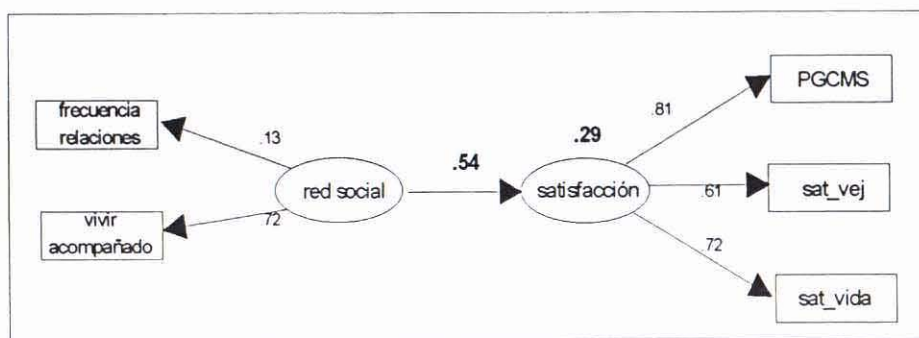 frecuencia
relaciones
.13
vivir
acompañado
.72
red social
.54
.29
satisfacción
.81
PGCMS
.61
sat_vej
.72
sat_vida